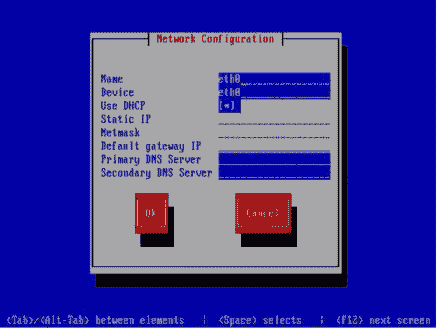 Network Configuration
Name eth0
Device eth0
Use DHCP [*]
Static IP
Netmask
Default gateway IP
Primary DNS Server
Secondary DNS Server
Ok Cancel
<Tab>/<Alt-Tab> between elements | <Space> selects | <F12> next screen